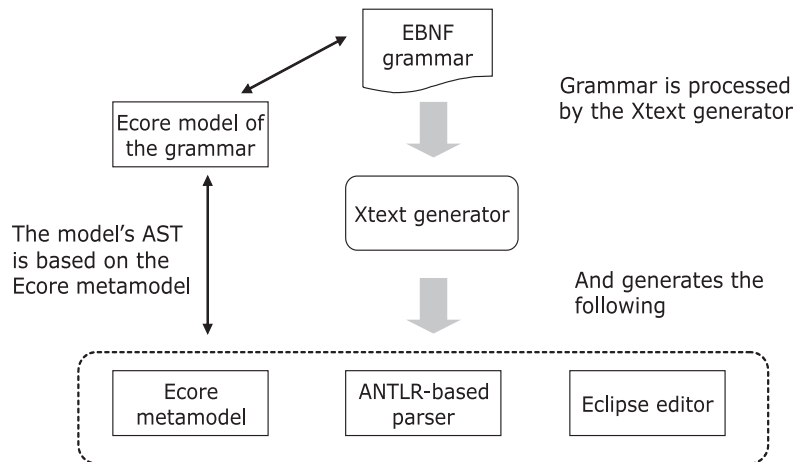 EBNF
grammar
Grammar is processed
by the Xtext generator
Ecore model of
the grammar
Xtext generator
The model’s AST
is based on the
Ecore metamodel
And generates the
following
Ecore
metamodel
ANTLR-based
parser
Eclipse editor